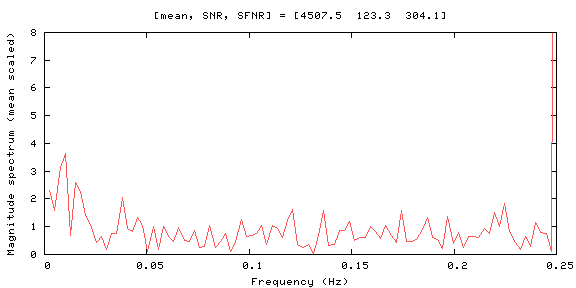 [mean, SNR, SFNR] = [4507.5  123.3  304.1]
Magnitude spectrum (mean scaled)
8
7
6
5
4
3
2
1
0
0 0.05 0.1 0.15 0.2 0.25
Frequency (Hz)